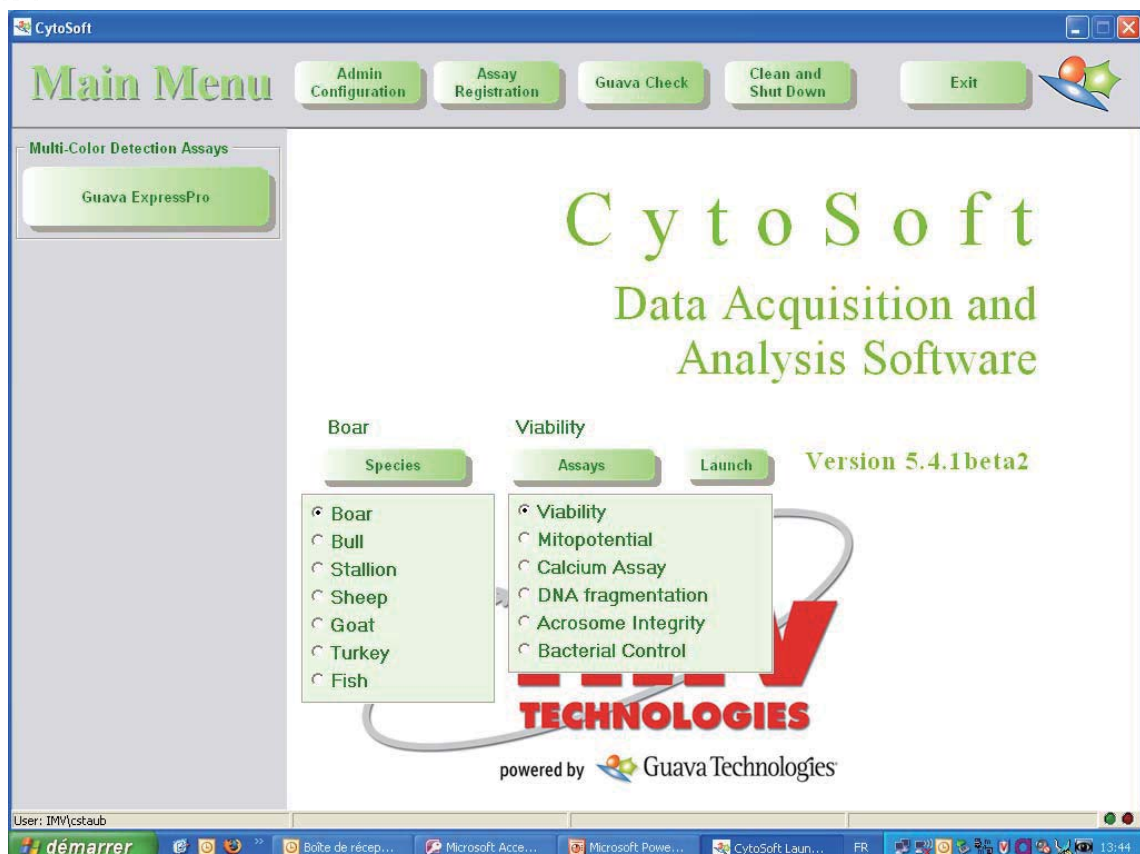 CytoSoft
Main Menu
Admin
Configuration
Assay
Registration
Guava Check
Clean and
Shut Down
Exit
Multi-Color Detection Assays
Guava ExpressPro
CytoSoft
Data Acquisition and
Analysis Software
Boar
Viability
Species
Assays
Launch
Version 5.4.1beta2
Boar
Bull
Stallion
Sheep
Goat
Turkey
Fish
Viability
Mitopotential
Calcium Assay
DNA fragmentation
Acrosome Integrity
Bacterial Control
TECHNOLOGIES
powered by Guava Technologies
User: IMV\cstaub
démarrer
Boîte de récep...
Microsoft Acce...
Microsoft Powe...
CytoSoft Laun...
FR
13:44